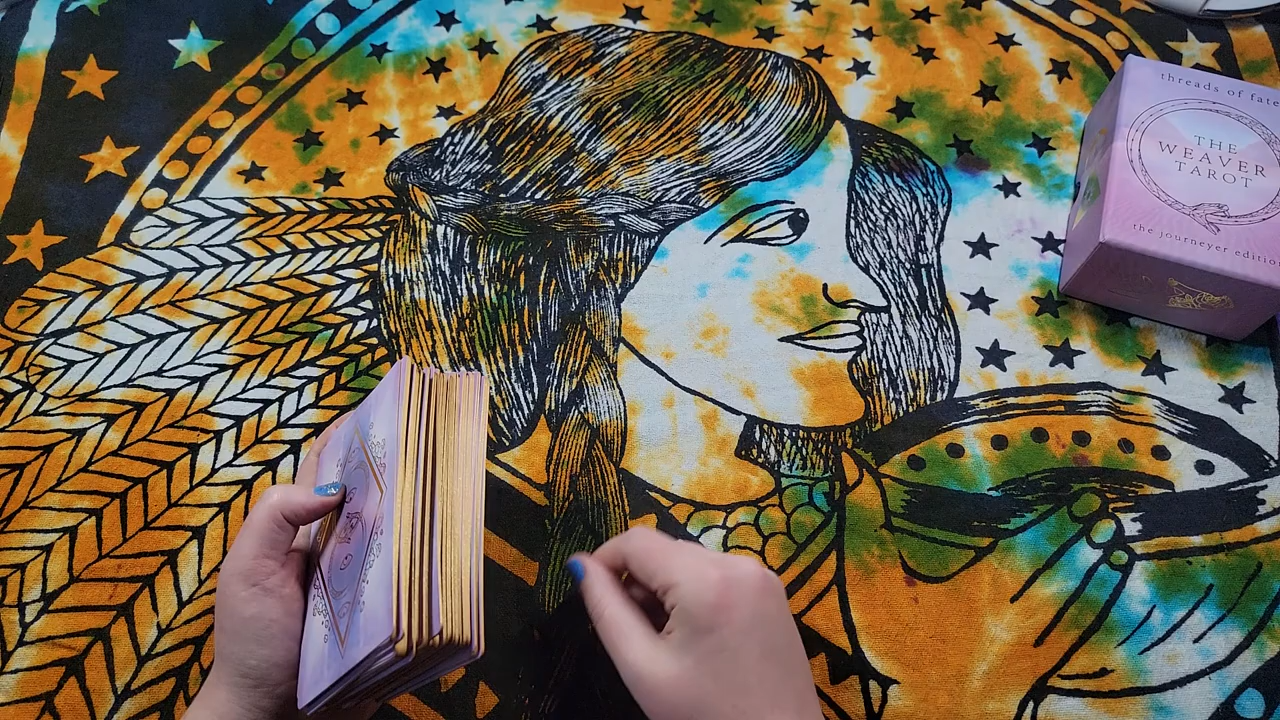 threads of fate
THE
WEAVER
TAROT
the journeyer edition